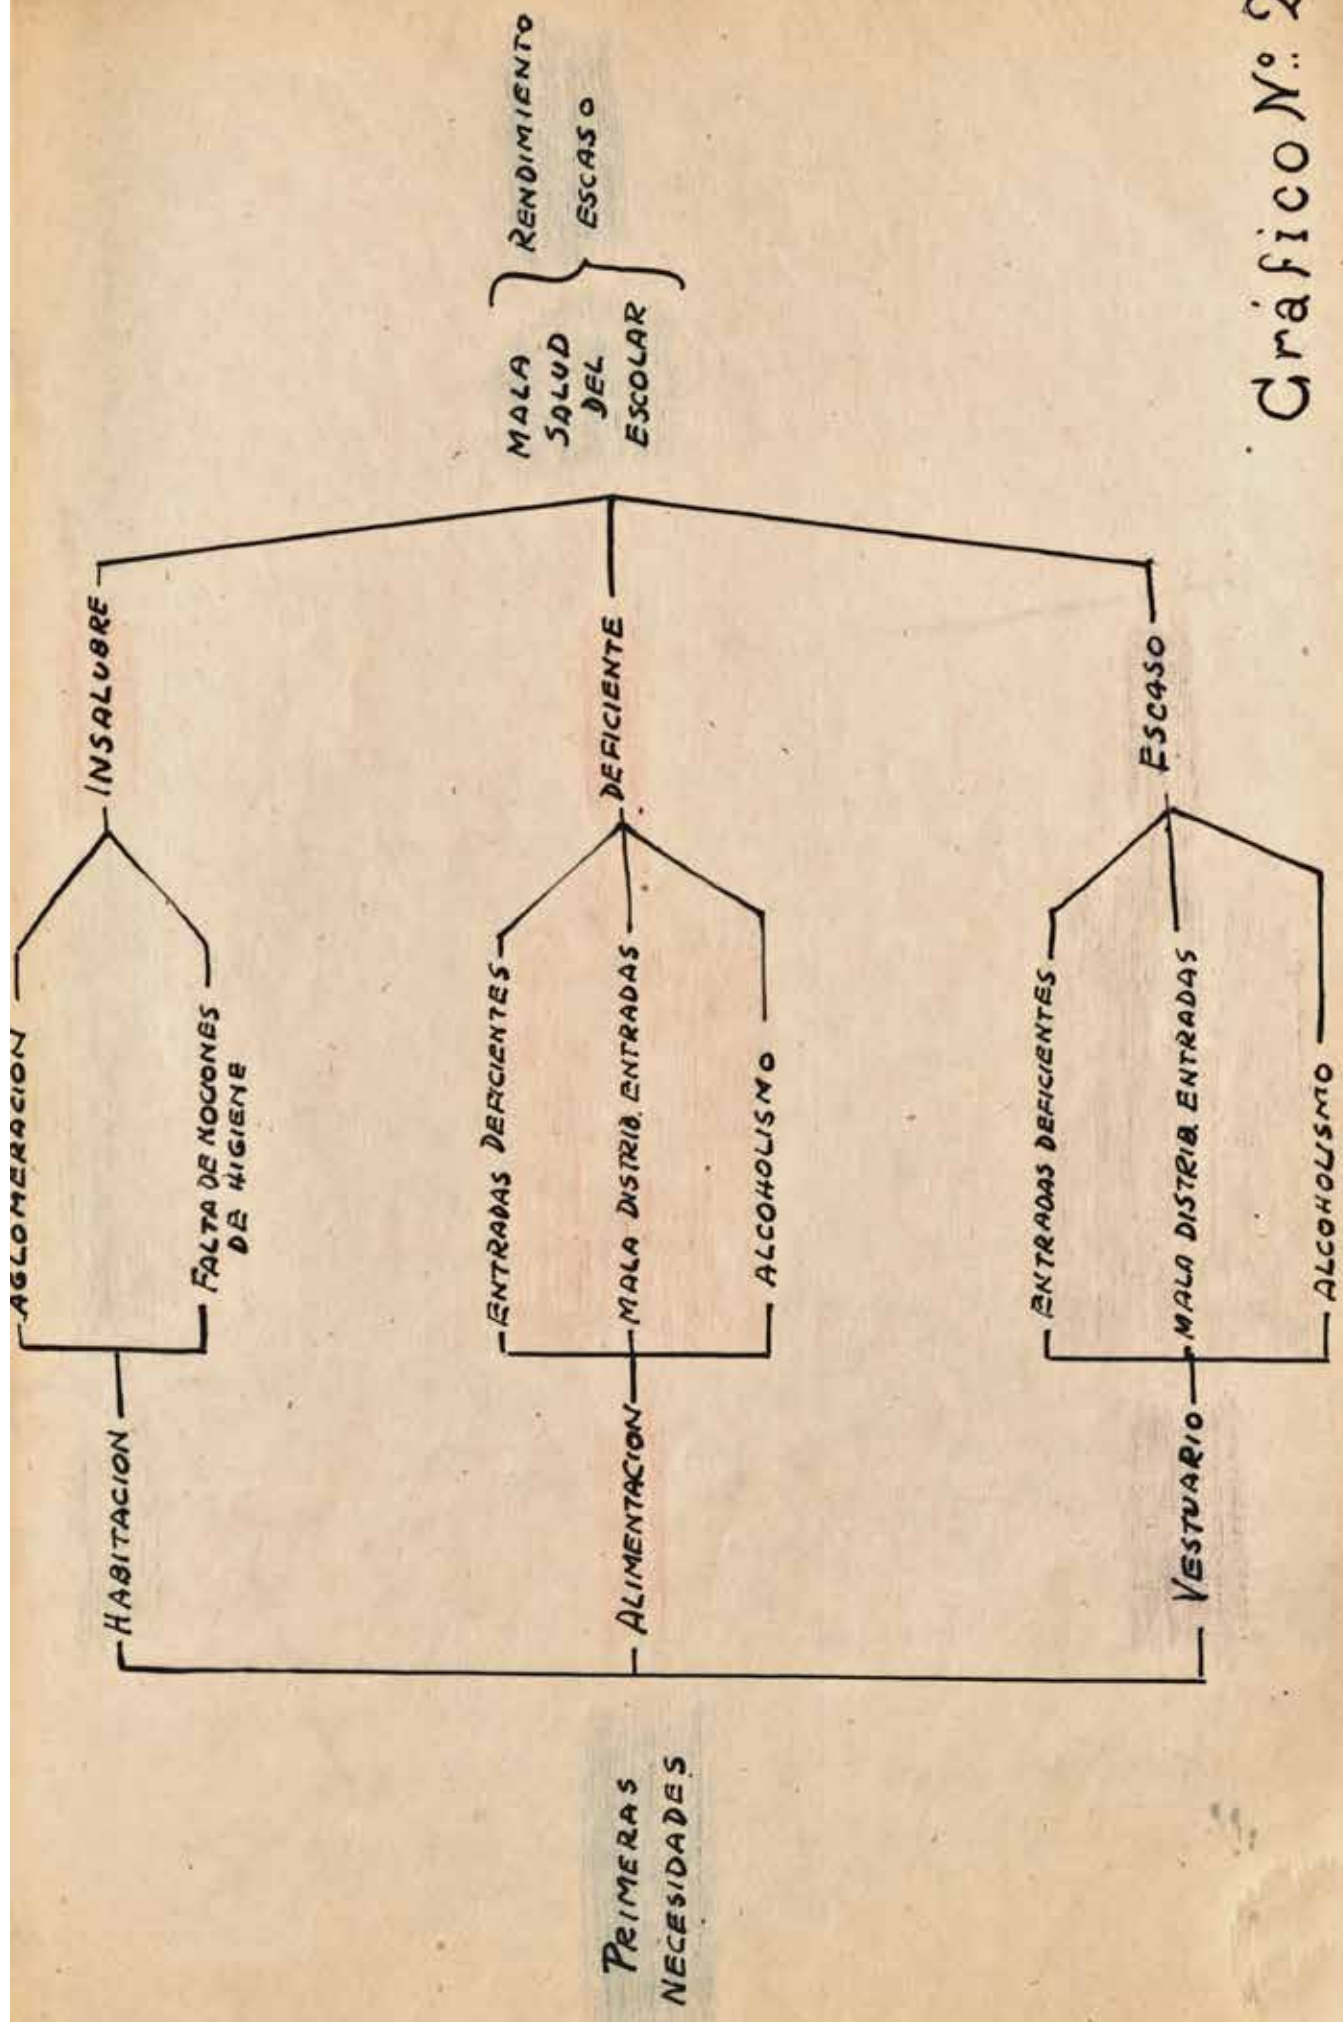 PRIMERAS
NECESIDADES
HABITACION
AGLOMERACION
FALTA DE NOCIONES
DE HIGIENE
INSALUBRE
ALIMENTACION
ENTRADAS DEFICIENTES
MALA DISTRIB. ENTRADAS
ALCOHOLISMO
DEFICIENTE
VESTUARIO
ENTRADAS DEFICIENTES
MALA DISTRIB. ENTRADAS
ALCOHOLISMO
ESCASO
MALA
SALUD
DEL
ESCOLAR
RENDIMIENTO
ESCASO
Gráfico Nº: 2